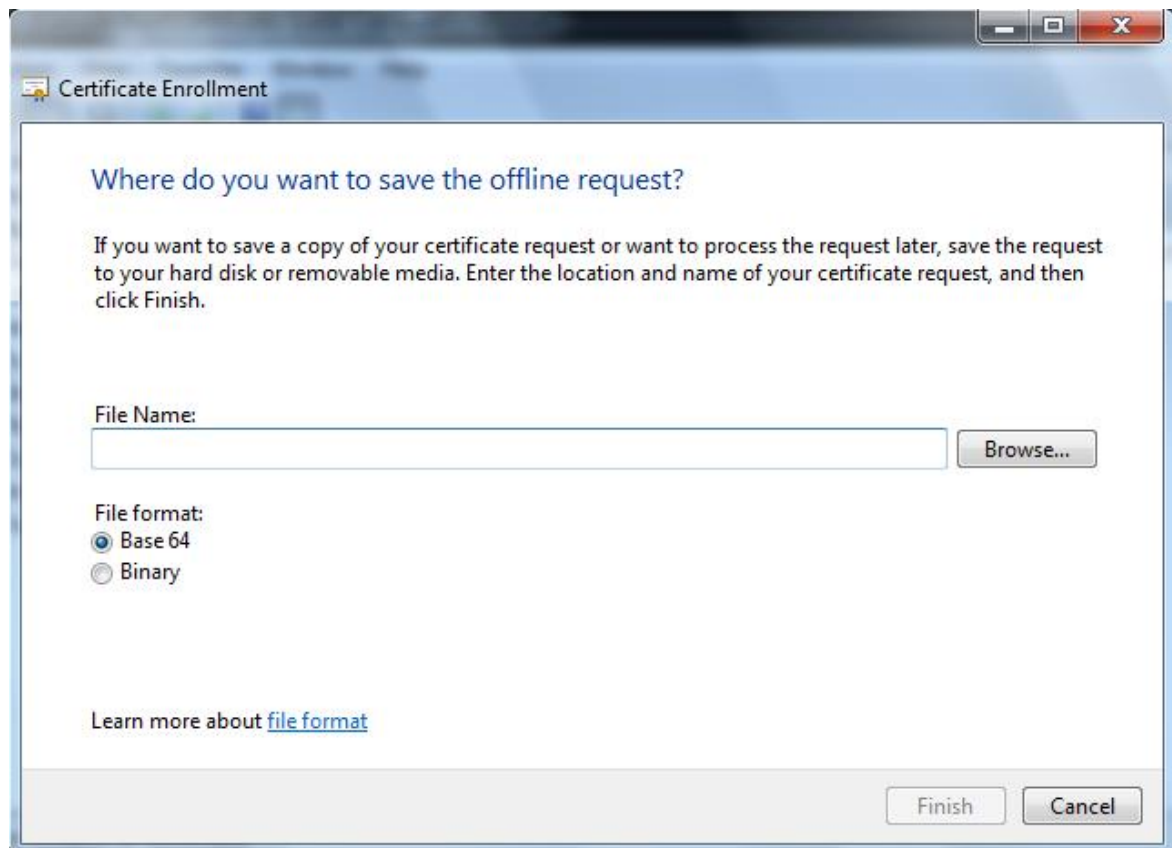 Certificate Enrollment
Where do you want to save the offline request?
If you want to save a copy of your certificate request or want to process the request later, save the request
to your hard disk or removable media. Enter the location and name of your certificate request, and then
click Finish.
File Name:
Browse...
File format:
Base 64
Binary
Learn more about file format
Finish
Cancel